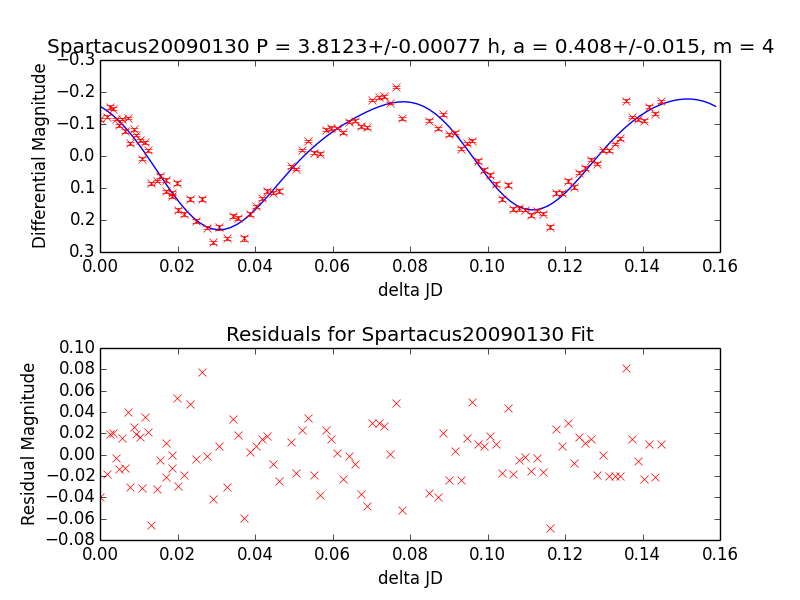 Spartacus20090130 P = 3.8123+/-0.00077 h, a = 0.408+/-0.015, m = 4
Differential Magnitude
−0.3
−0.2
−0.1
0.0
0.1
0.2
0.3
0.00 0.02 0.04 0.06 0.08 0.10 0.12 0.14 0.16
delta JD
Residuals for Spartacus20090130 Fit
Residual Magnitude
0.10
0.08
0.06
0.04
0.02
0.00
−0.02
−0.04
−0.06
−0.08
0.00 0.02 0.04 0.06 0.08 0.10 0.12 0.14 0.16
delta JD